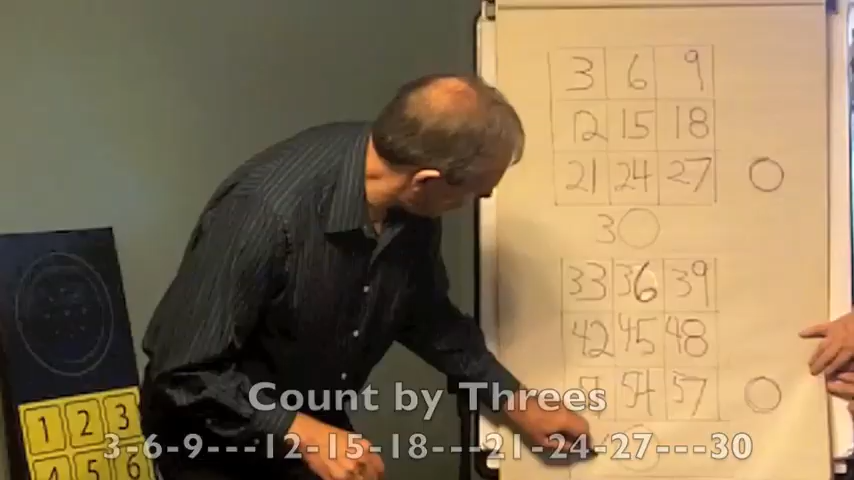 3 6 9
12 15 18
21 24 27
30
33 36 39
42 45 48
51 54 57
1 2 3
4 5 6
Count by Threes
3-6-9---12-15-18---21-24-27---30